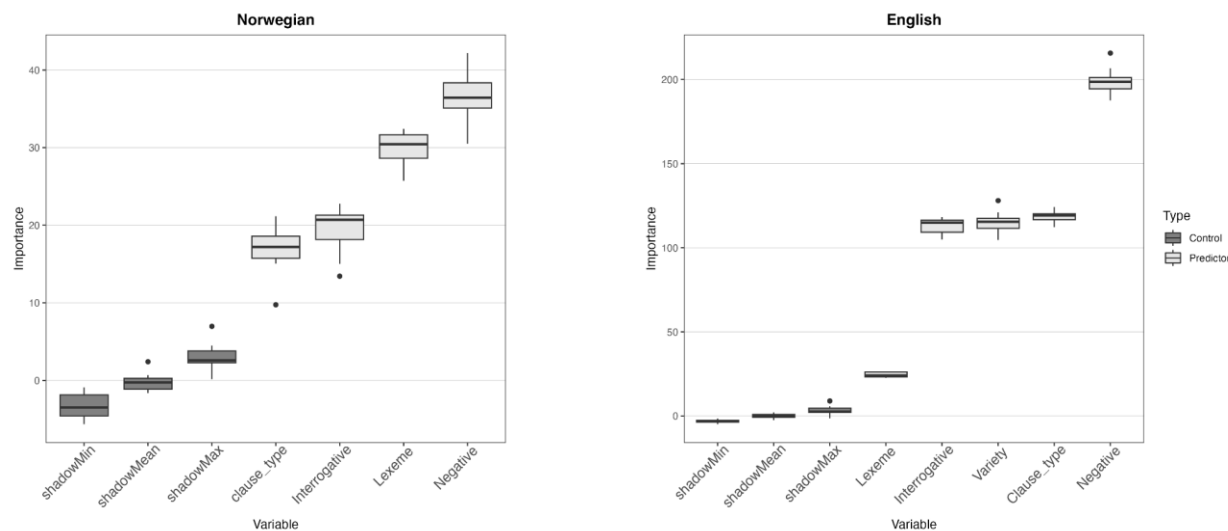 Norwegian
Importance
40
30
20
10
0
shadowMin
shadowMean
shadowMax
clause_type
Interrogative
Lexeme
Negative
Variable
English
Importance
200
150
100
50
0
shadowMin
shadowMean
shadowMax
Lexeme
Interrogative
Variety
Clause_type
Negative
Variable
Type
Control
Predictor